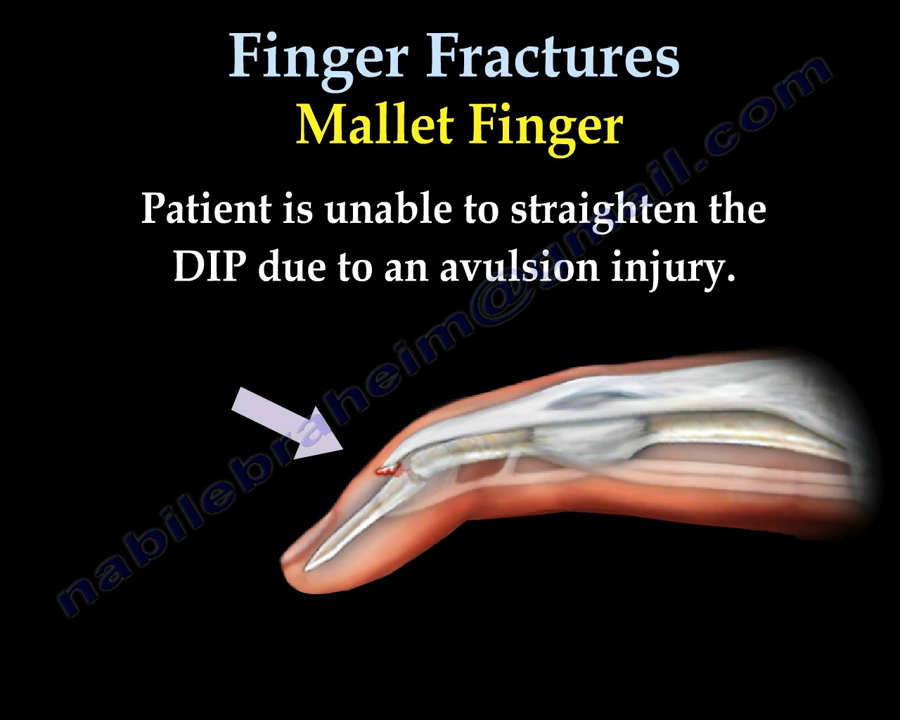 Finger Fractures
Mallet Finger
Patient is unable to straighten the
DIP due to an avulsion injury.
nabilebraheim@gmail.com